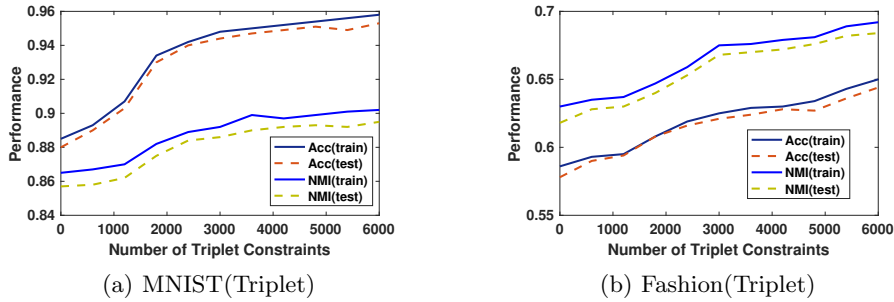 0.96
0.94
0.92
0.9
0.88
0.86
0.84
Performance
0 1000 2000 3000 4000 5000 6000
Number of Triplet Constraints
Acc(train)
Acc(test)
NMI(train)
NMI(test)
(a) MNIST(Triplet)
0.7
0.65
0.6
0.55
Performance
0 1000 2000 3000 4000 5000 6000
Number of Triplet Constraints
Acc(train)
Acc(test)
NMI(train)
NMI(test)
(b) Fashion(Triplet)